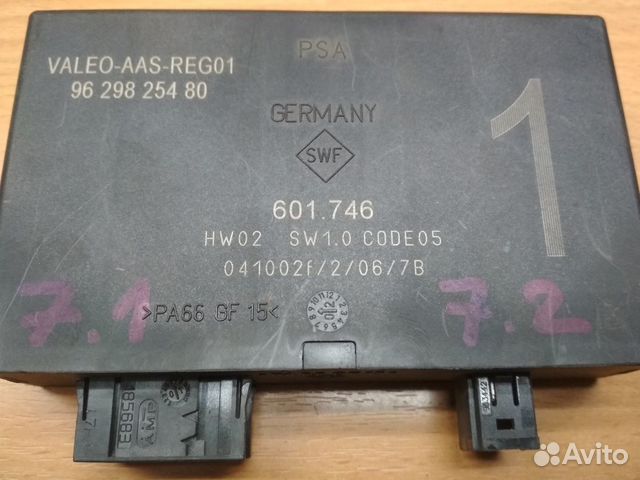 PSA
VALEO-AAS-REG01
96 298 254 80
GERMANY
SWF
1
601.746
HW02 SW1.0 CODE05
041002F/2/06/7B
7.1
7.2
>PA66 GF 15<
AMP
Avito